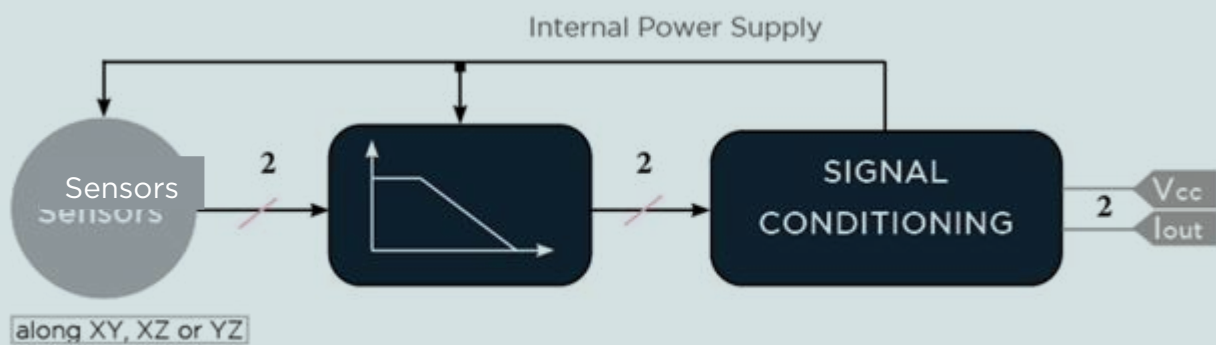 Internal Power Supply
Sensors
Sensors
2
2
SIGNAL
CONDITIONING
2
Vcc
Iout
along XY, XZ or YZ